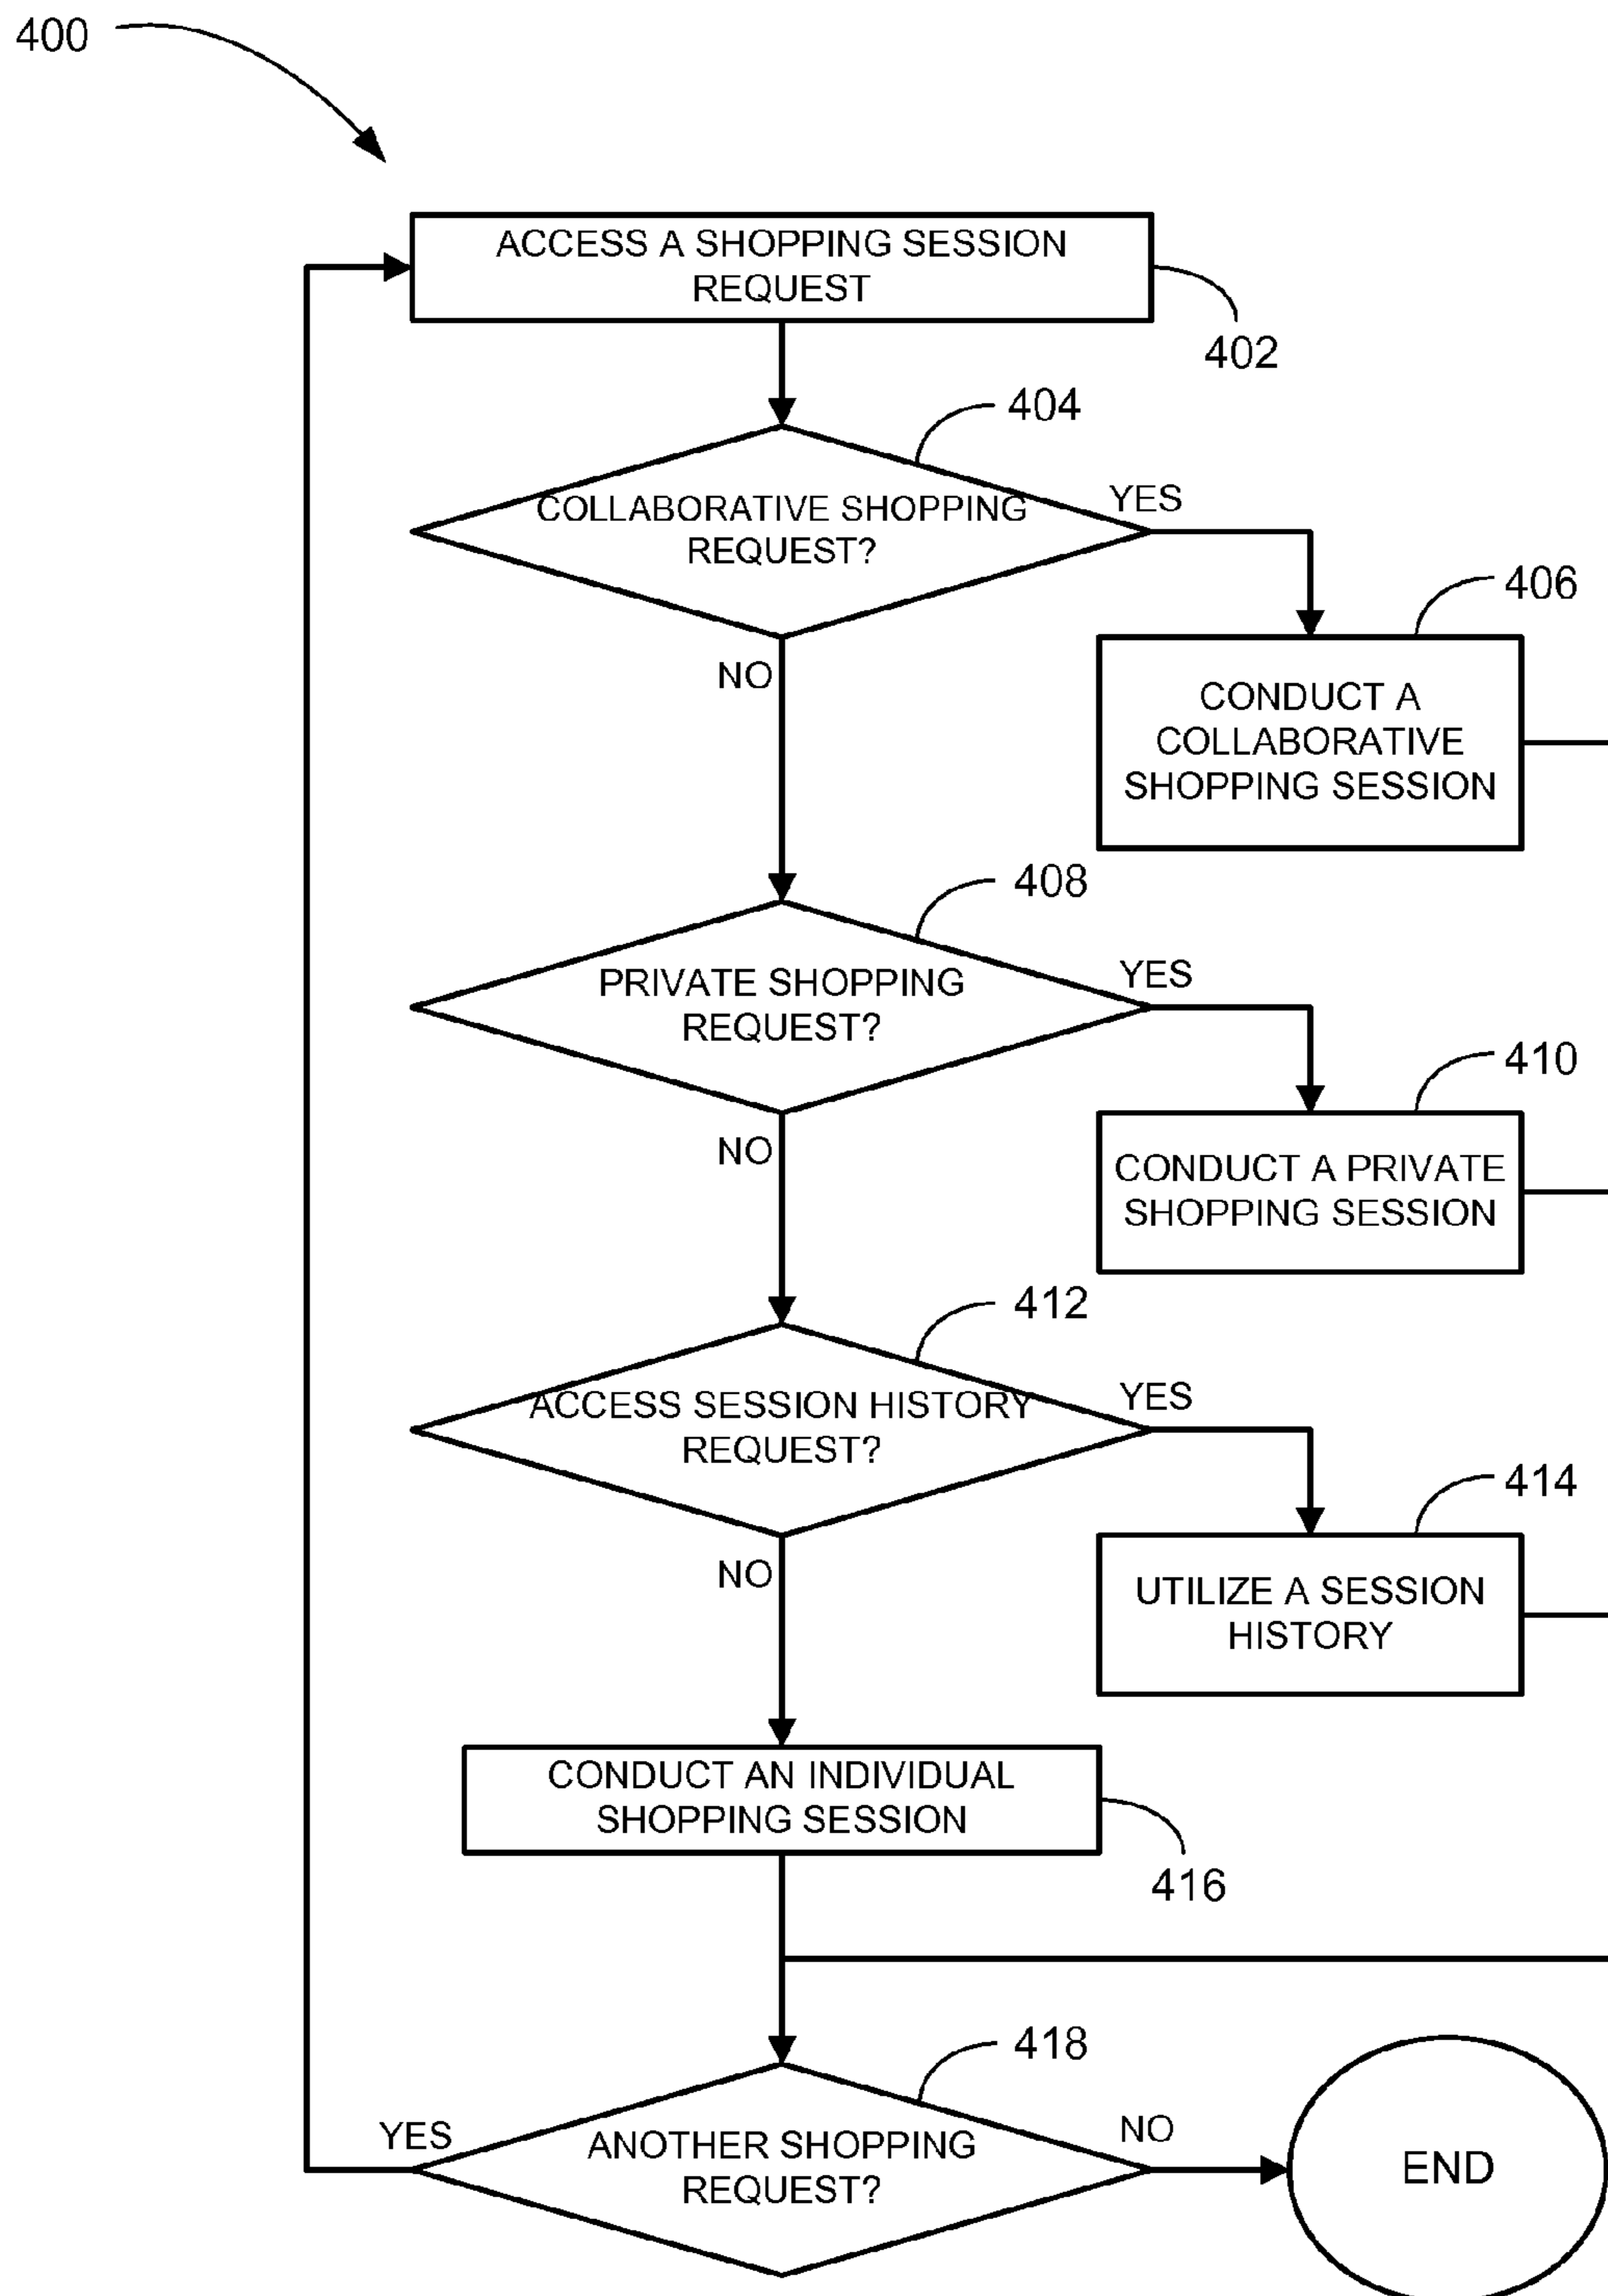 400
ACCESS A SHOPPING SESSION
REQUEST
402
404
COLLABORATIVE SHOPPING
REQUEST?
YES
NO
406
CONDUCT A
COLLABORATIVE
SHOPPING SESSION
408
PRIVATE SHOPPING
REQUEST?
YES
NO
410
CONDUCT A PRIVATE
SHOPPING SESSION
412
ACCESS SESSION HISTORY
REQUEST?
YES
NO
414
UTILIZE A SESSION
HISTORY
CONDUCT AN INDIVIDUAL
SHOPPING SESSION
416
418
YES
ANOTHER SHOPPING
REQUEST?
NO
END